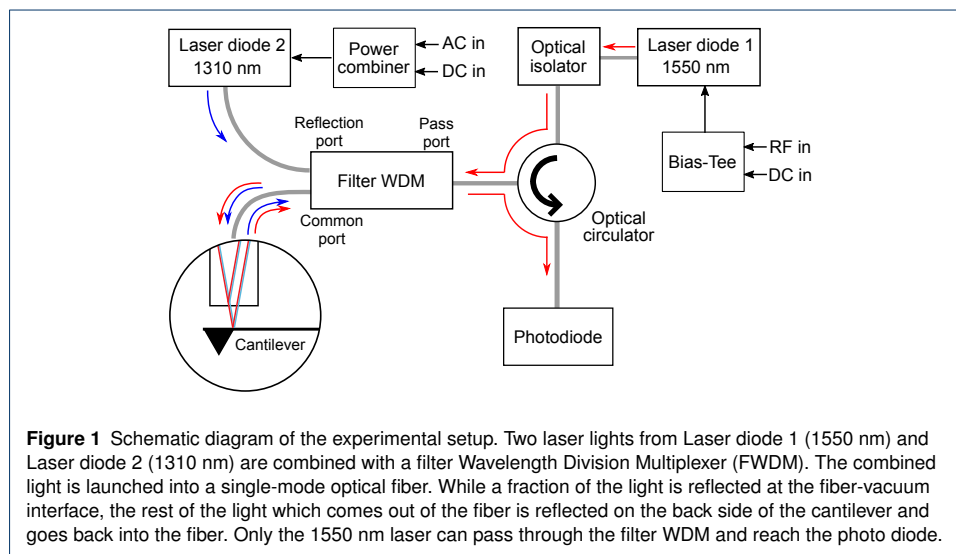 Laser diode 2
1310 nm
Power
combiner
AC in
DC in
Optical
isolator
Laser diode 1
1550 nm
Reflection
port
Pass
port
Filter WDM
Common
port
Bias-Tee
RF in
DC in
Optical
circulator
Cantilever
Photodiode
Figure 1 Schematic diagram of the experimental setup. Two laser lights from Laser diode 1 (1550 nm) and
Laser diode 2 (1310 nm) are combined with a filter Wavelength Division Multiplexer (FWDM). The combined
light is launched into a single-mode optical fiber. While a fraction of the light is reflected at the fiber-vacuum
interface, the rest of the light which comes out of the fiber is reflected on the back side of the cantilever and
goes back into the fiber. Only the 1550 nm laser can pass through the filter WDM and reach the photo diode.